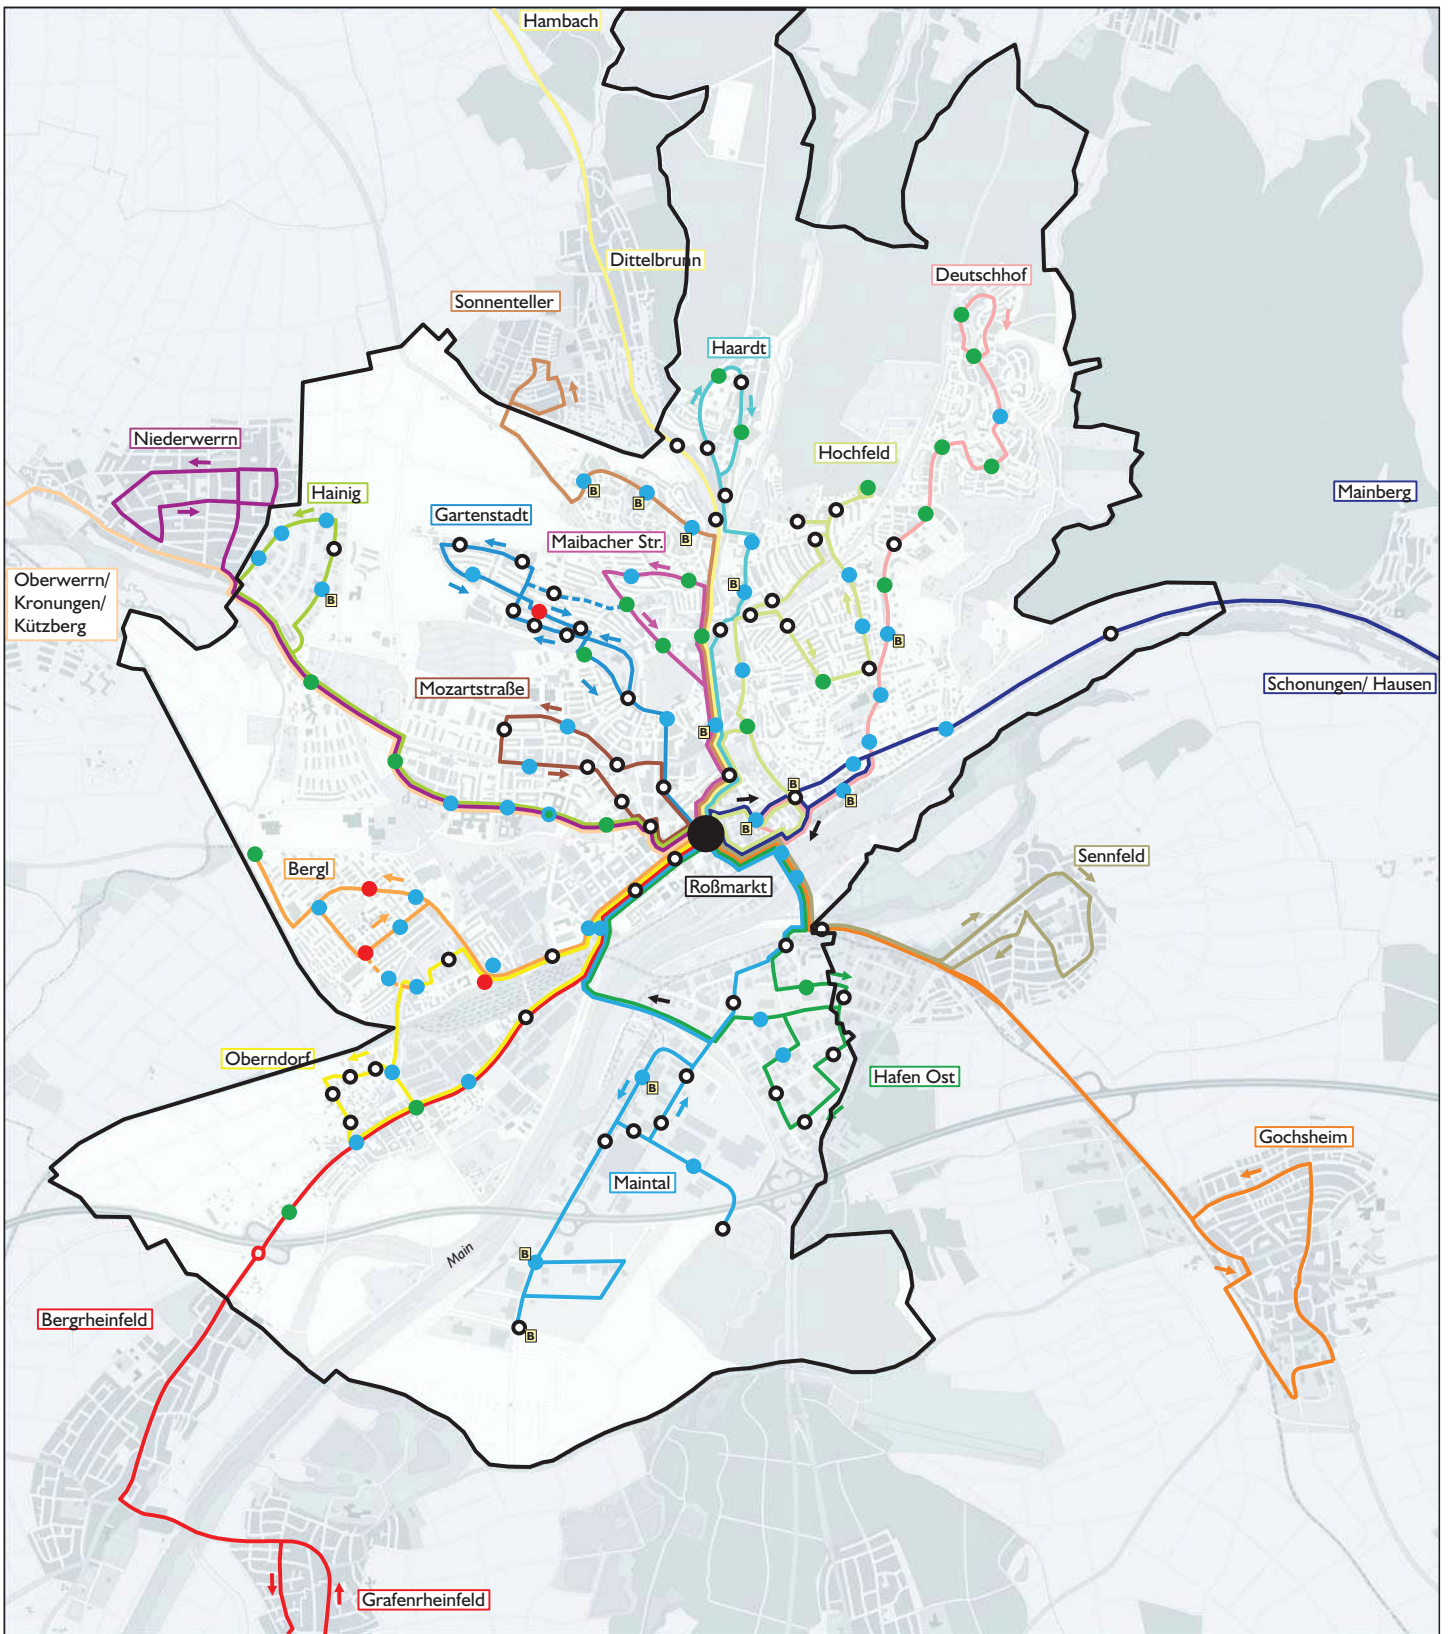 Hambach
Dittelbrunn
Deutschhof
Sonnenteller
Haardt
Niederwerrn
Hochfeld
Hainig
Mainberg
Gartenstadt
Maibacher Str.
B
B
B
Oberwerrn/
Kronungen/
Kützberg
B
B
B
Mozartstraße
Schonungen/ Hausen
B
B
B
B
Bergl
Roßmarkt
Sennfeld
Oberndorf
Hafen Ost
B
Gochsheim
Maintal
Main
B
Bergrheinfeld
B
Grafenrheinfeld